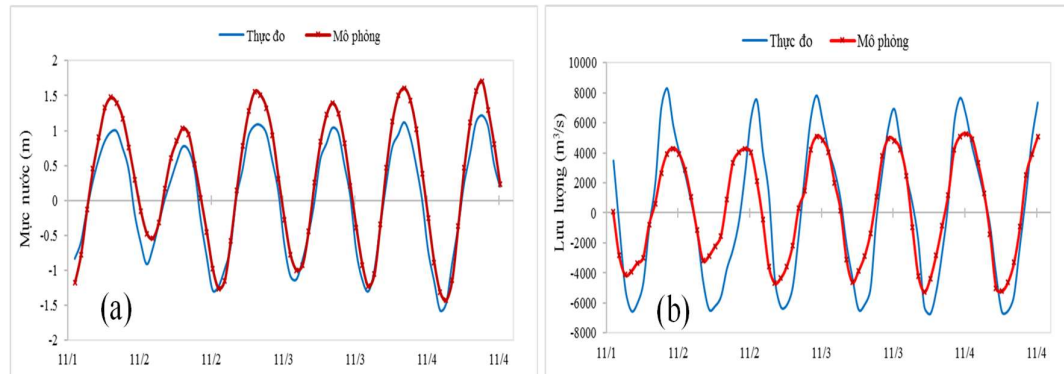 Thực đo Mô phỏng
2
1.5
1
0.5
0
-0.5
-1
-1.5
-2
Mực nước (m)
(a)
11/1 11/2 11/2 11/3 11/3 11/4 11/4
Thực đo Mô phỏng
10000
8000
6000
4000
2000
0
-2000
-4000
-6000
-8000
Lưu lượng (m³/s)
(b)
11/1 11/2 11/2 11/3 11/3 11/4 11/4